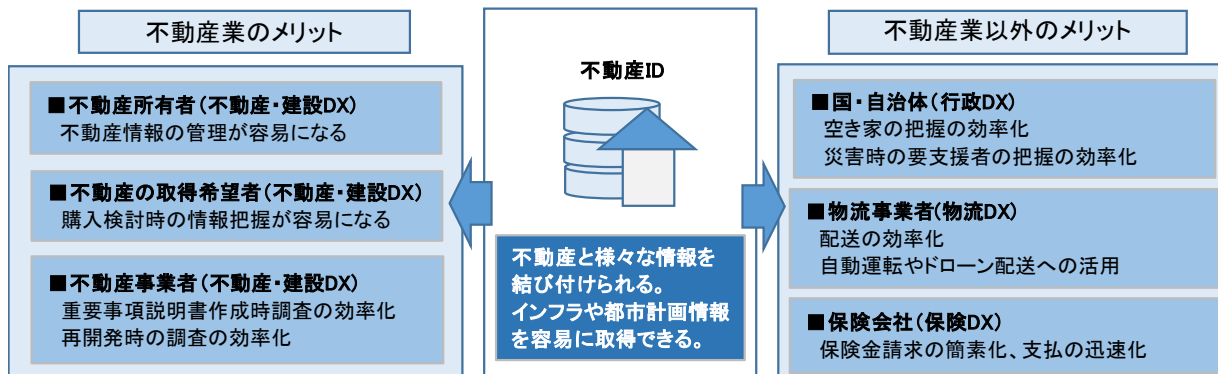 不動産業のメリット
■不動産所有者(不動産・建設DX)
不動産情報の管理が容易になる
■不動産の取得希望者(不動産・建設DX)
購入検討時の情報把握が容易になる
■不動産事業者(不動産・建設DX)
重要事項説明書作成時調査の効率化
再開発時の調査の効率化
不動産ID
不動産と様々な情報を
結び付けられる。
インフラや都市計画情報
を容易に取得できる。
不動産業以外のメリット
■国・自治体(行政DX)
空き家の把握の効率化
災害時の要支援者の把握の効率化
■物流事業者(物流DX)
配送の効率化
自動運転やドローン配送への活用
■保険会社(保険DX)
保険金請求の簡素化、支払の迅速化